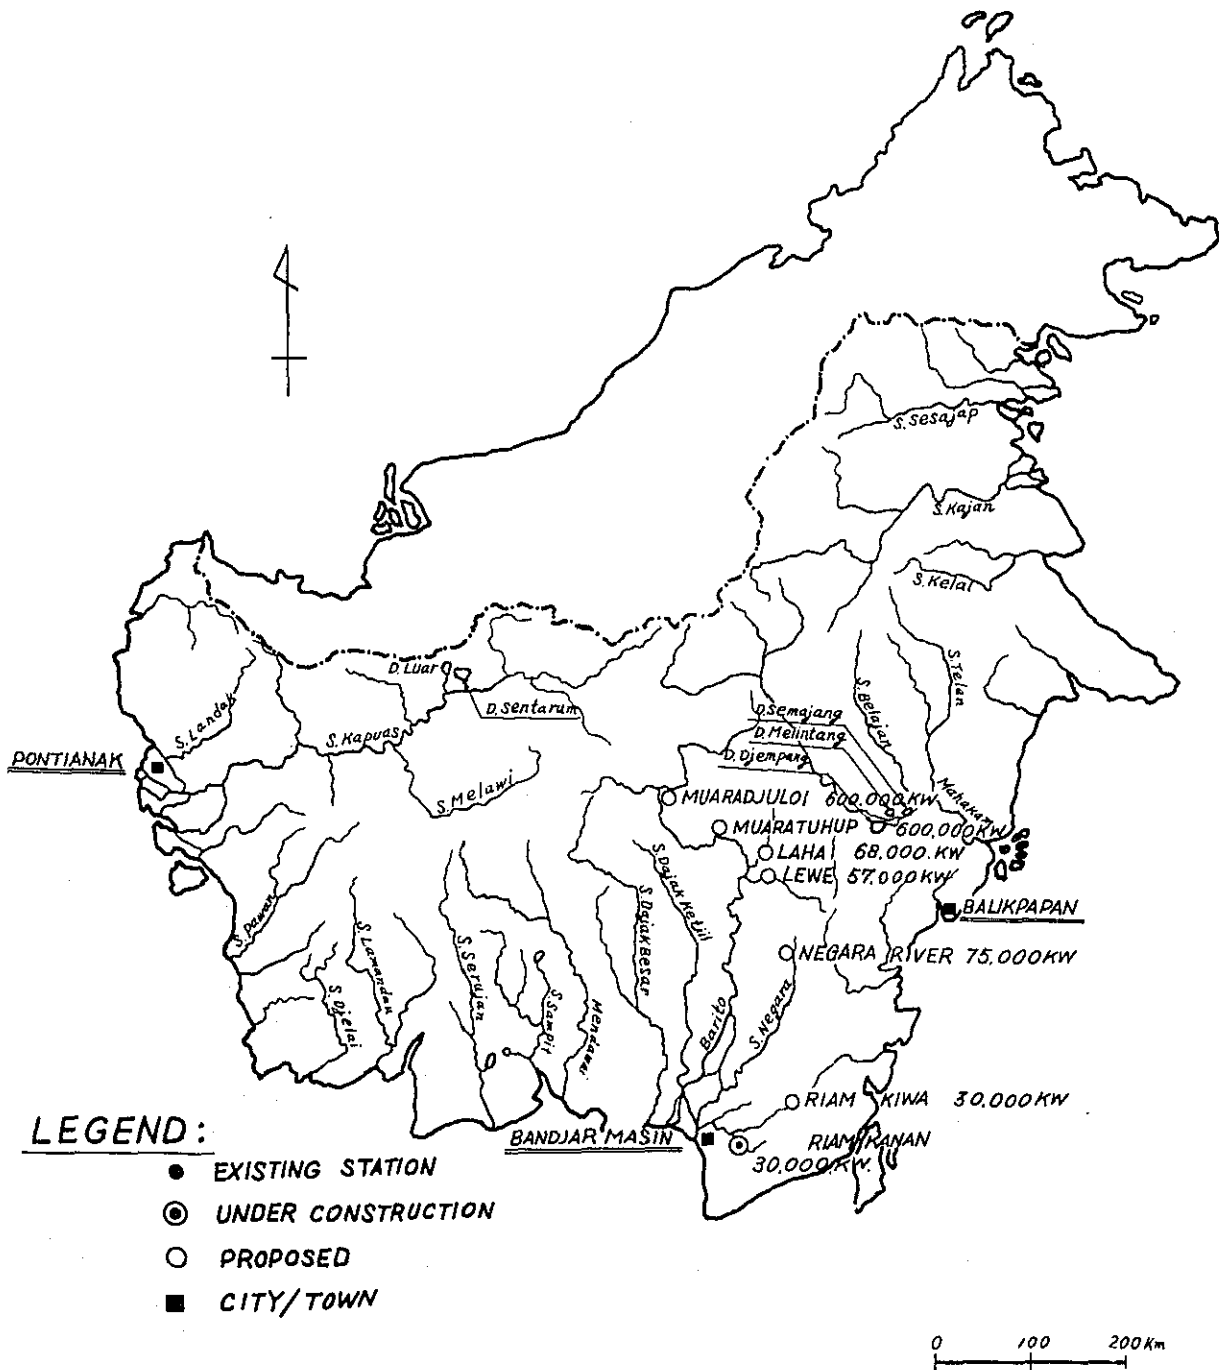 S. Sesajap
S. Kajan
S. Kelai
D. Luar
D. Sentarum
S. Telan
S. Belajan
D. Semajang
D. Melintang
D. Djempang
S. Landak
S. Kapuas
PONTIANAK
S. Melawi
Mahakam
MUARADJULOI 600.000 KW
MUARATUHUP 600,000 KW
LAHAI 68.000. KW
LEWE 57.000 KW
S. Dajak Ketjil
S. Dajak Besar
BALIKPAPAN
S. Pawan
S. Lamandau
S. Serujan
NEGARA RIVER 75,000 KW
S. Djelai
S. Sampit
Mendawai
Barito
S. Negara
RIAM KIWA 30.000 KW
BANDJAR MASIN
RIAM KANAN
30,000. KW.
LEGEND:
EXISTING STATION
UNDER CONSTRUCTION
PROPOSED
CITY/TOWN
0 100 200 Km